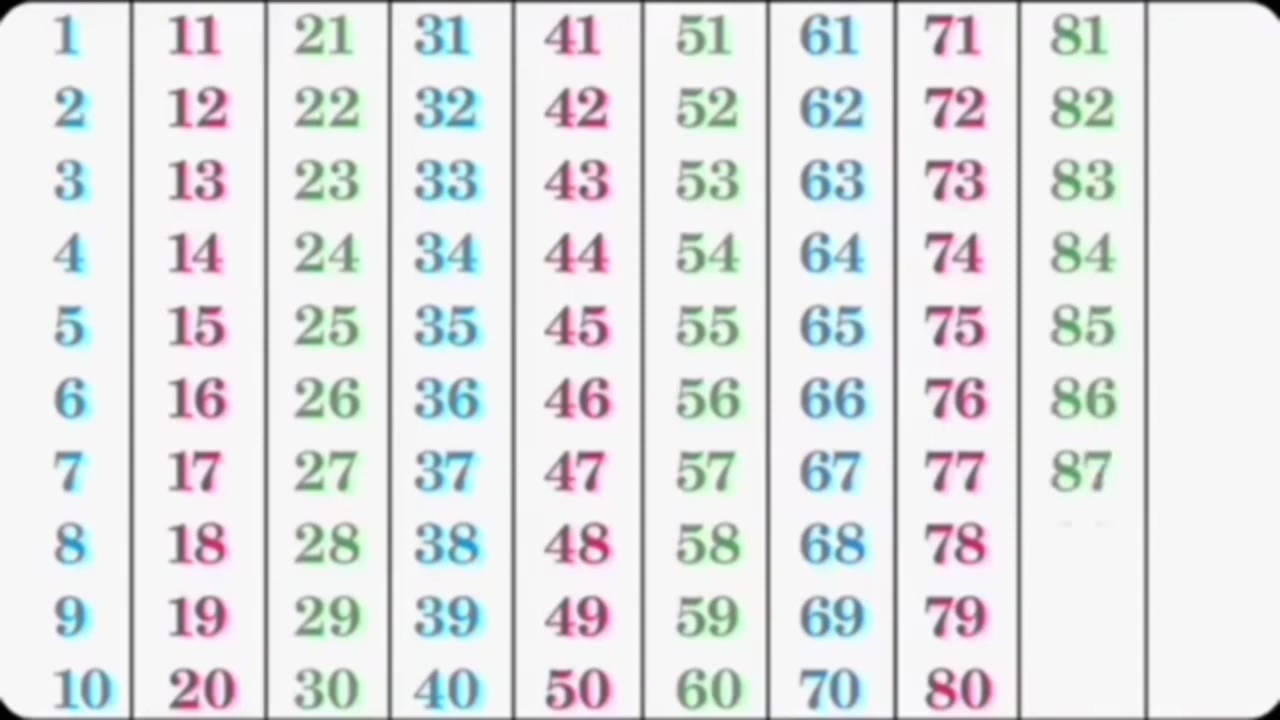 1 11 21 31 41 51 61 71 81
2 12 22 32 42 52 62 72 82
3 13 23 33 43 53 63 73 83
4 14 24 34 44 54 64 74 84
5 15 25 35 45 55 65 75 85
6 16 26 36 46 56 66 76 86
7 17 27 37 47 57 67 77 87
8 18 28 38 48 58 68 78
9 19 29 39 49 59 69 79
10 20 30 40 50 60 70 80